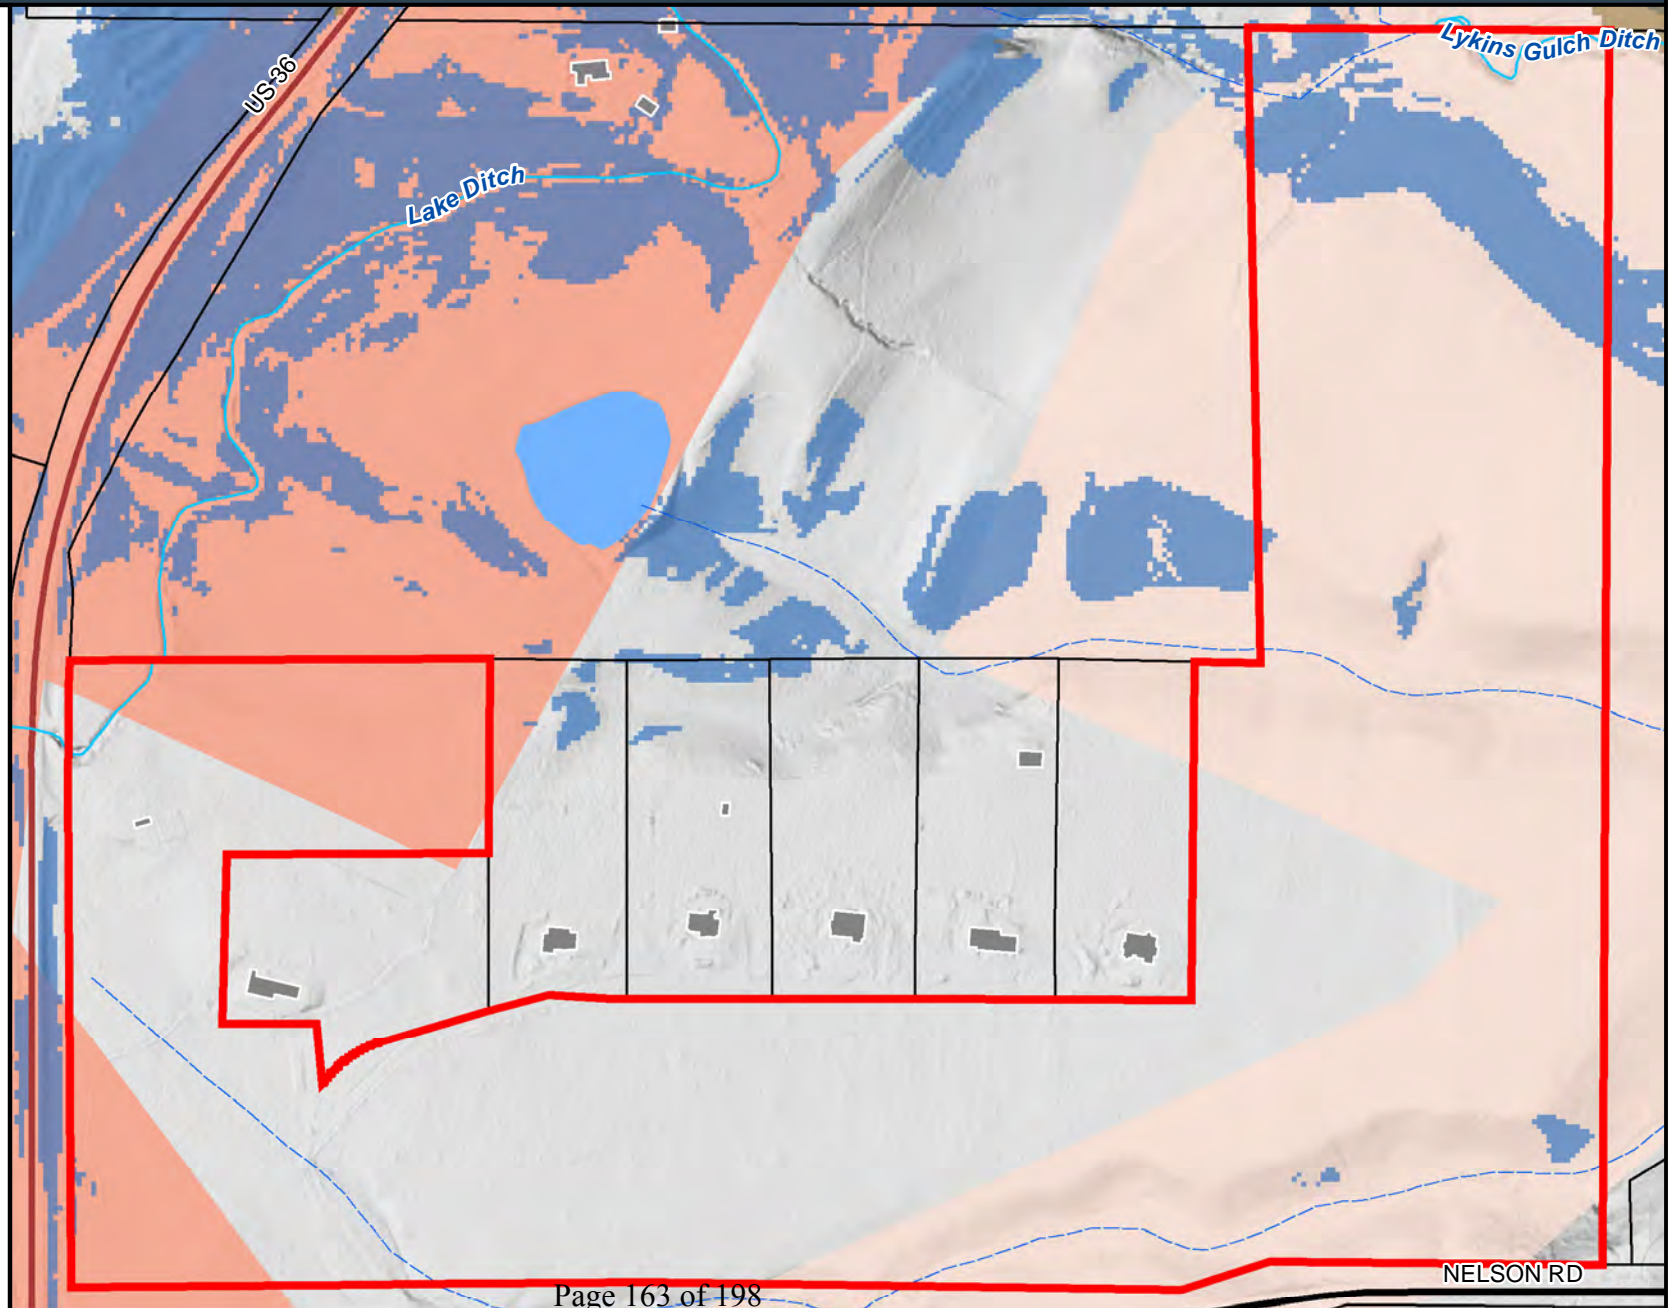 Lykins Gulch Ditch
US-36
Lake Ditch
NELSON RD
Page 163 of 198